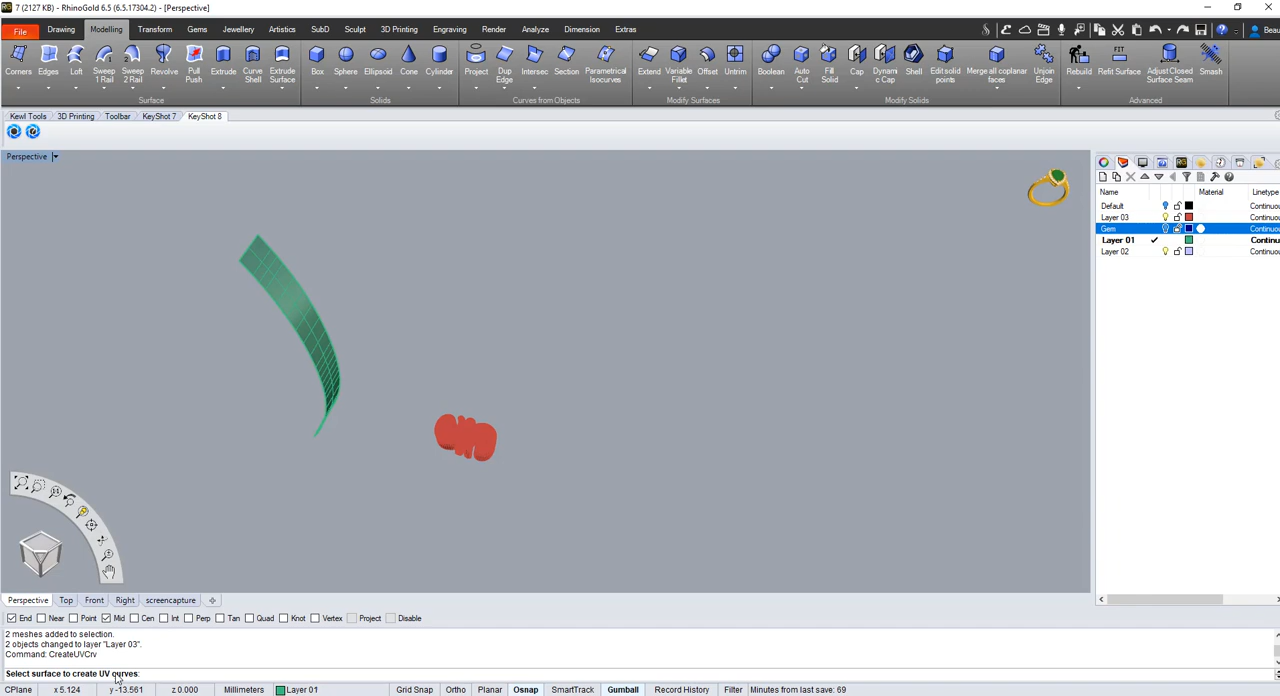 7 (2127 KB) - RhinoGold 6.5 (6.5.17304.2) - [Perspective]
File Drawing Modelling Transform Gems Jewellery Artistics SubD Sculpt 3D Printing Engraving Render Analyze Dimension Extras
Corners Edges Loft Sweep 1 Rail Sweep 2 Rail Revolve Pull Push Extrude Curve Shell Extrude Surface Box Sphere Ellipsoid Cone Cylinder Project Dup Edge Intersec Section Parametrical Isocurves Extend Variable Fillet Offset Untrim Boolean Auto Cut Fill Solid Cap Dynami c Cap Shell Edit solid points Merge all coplanar faces Unjoin Edge Rebuild Refit Surface Adjust Closed Surface Seam Smash
Surface Solids Curves from Objects Modify Surfaces Modify Solids Advanced
Kewl Tools 3D Printing Toolbar KeyShot 7 KeyShot 8
Perspective
Name Material Linetype
Default Continuou
Layer 03 Continuou
Gem Continuou
Layer 01 Continu
Layer 02 Continuou
Perspective Top Front Right screencapture
End Near Point Mid Cen Int Perp Tan Quad Knot Vertex Project Disable
2 meshes added to selection.
2 objects changed to layer "Layer 03".
Command: CreateUVCrv
Select surface to create UV curves:
CPlane x 5.124 y -13.561 z 0.000 Millimeters Layer 01 Grid Snap Ortho Planar Osnap SmartTrack Gumball Record History Filter Minutes from last save: 69